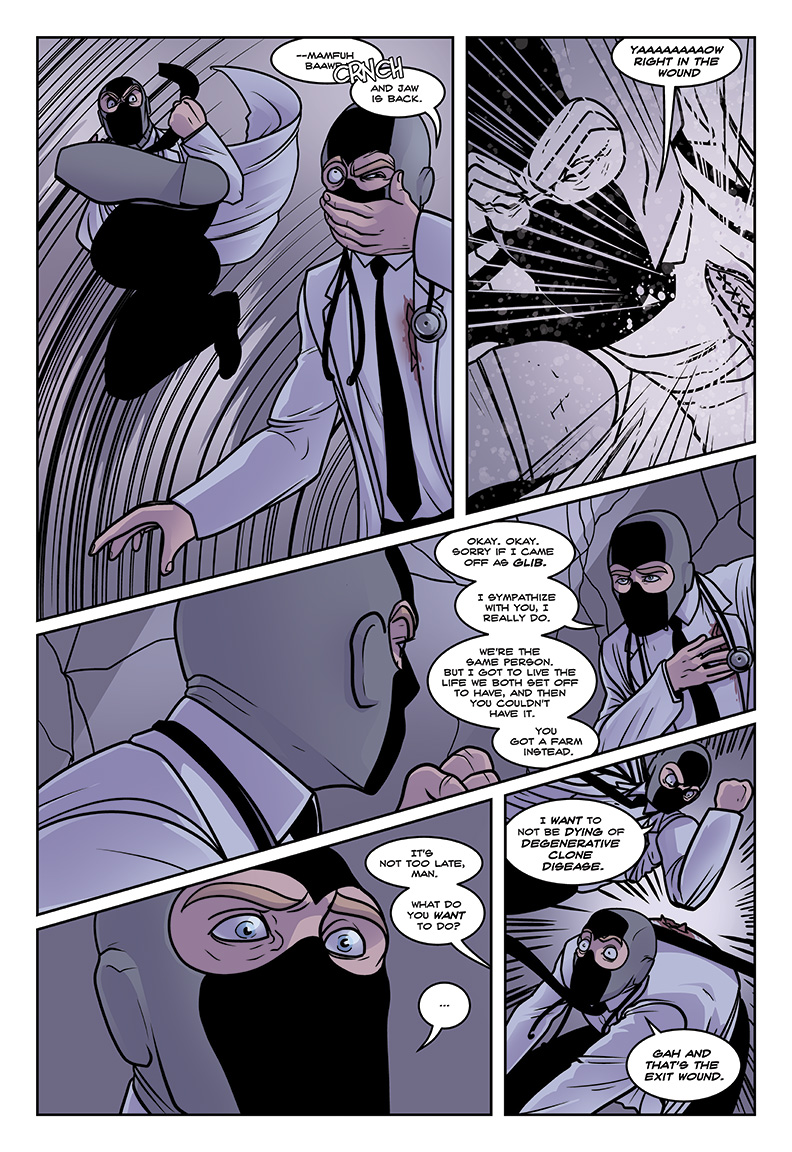 --MAMFUH
BAAWF
CRNCH
AND JAW
IS BACK.
YAAAAAAAAOW
RIGHT IN THE
WOUND
OKAY. OKAY.
SORRY IF I CAME
OFF AS GLIB.
I SYMPATHIZE
WITH YOU, I
REALLY DO.
WE'RE THE
SAME PERSON.
BUT I GOT TO LIVE THE
LIFE WE BOTH SET OFF
TO HAVE, AND THEN
YOU COULDN'T
HAVE IT.
YOU
GOT A FARM
INSTEAD.
IT'S
NOT TOO LATE,
MAN.
WHAT DO
YOU WANT
TO DO?
...
I WANT TO
NOT BE DYING OF
DEGENERATIVE
CLONE
DISEASE.
GAH AND
THAT'S THE
EXIT WOUND.